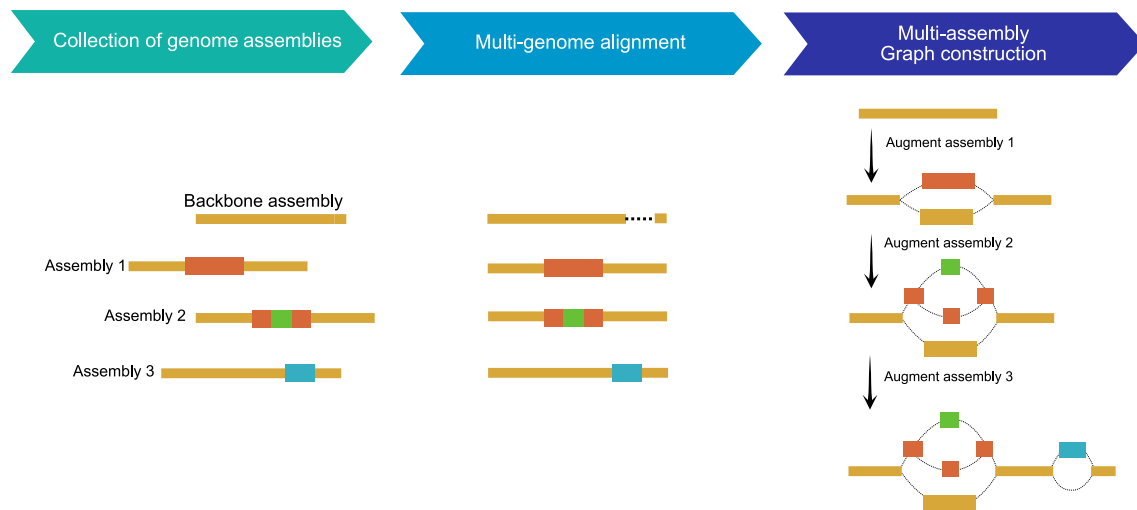 Collection of genome assemblies
Multi-genome alignment
Multi-assembly
Graph construction
Backbone assembly
Assembly 1
Assembly 2
Assembly 3
Augment assembly 1
Augment assembly 2
Augment assembly 3